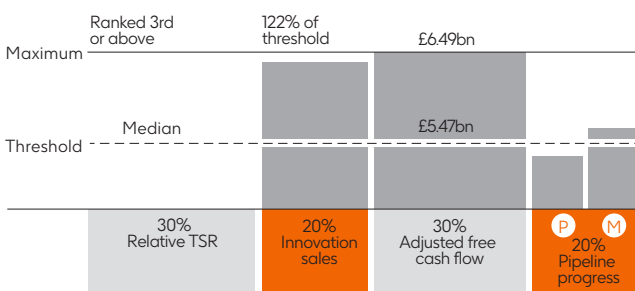 Ranked 3rd
or above
122% of
threshold
£6.49bn
Maximum
Median
£5.47bn
Threshold
30%
Relative TSR
20%
Innovation
sales
30%
Adjusted free
cash flow
P
M
20%
Pipeline
progress